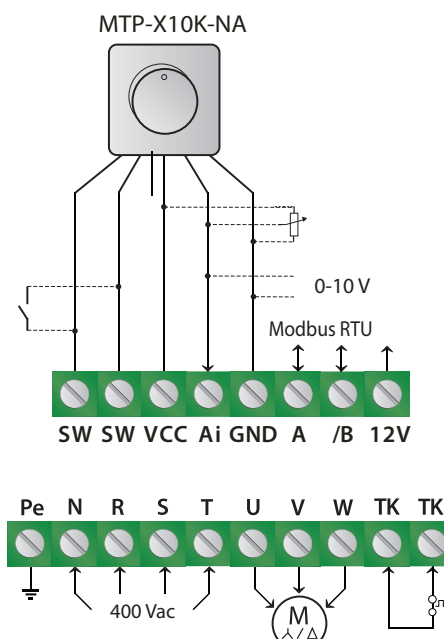 MTP-X10K-NA
0-10 V
Modbus RTU
SW SW VCC Ai GND A /B 12V
Pe N R S T U V W TK TK
400 Vac
M